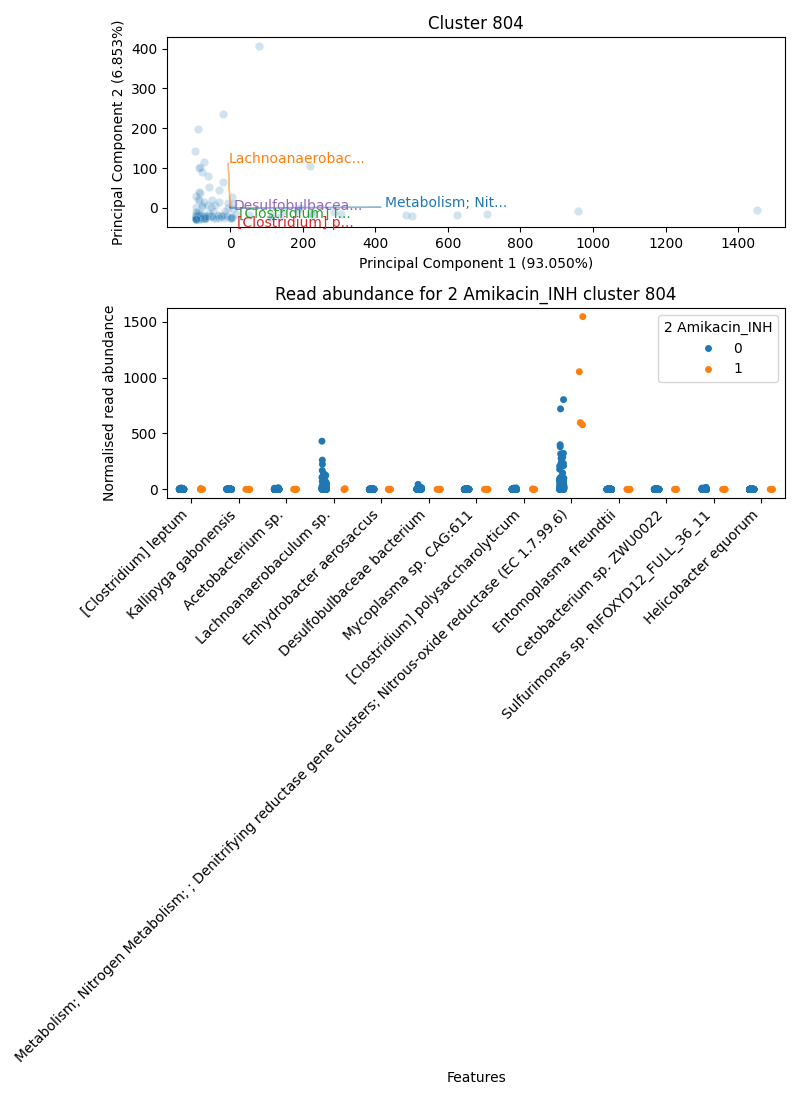 Cluster 804
Principal Component 2 (6.853%)
400
300
200
100
0
Lachnoanaerobac...
Desulfobulbacea...
Metabolism; Nit...
[Clostridium] l...
[Clostridium] p...
0
200
400
600
800
1000
1200
1400
Principal Component 1 (93.050%)
Read abundance for 2 Amikacin_INH cluster 804
Normalised read abundance
1500
1000
500
0
2 Amikacin_INH
0
1
[Clostridium] leptum
Kallipyga gabonensis
Acetobacterium sp.
Lachnoanaerobaculum sp.
Enhydrobacter aerosaccus
Desulfobulbaceae bacterium
Mycoplasma sp. CAG:611
[Clostridium] polysaccharolyticum
Metabolism; Nitrogen Metabolism; ; Denitrifying reductase gene clusters; Nitrous-oxide reductase (EC 1.7.99.6)
Entomoplasma freundtii
Cetobacterium sp. ZWU0022
Sulfurimonas sp. RIFOXYD12_FULL_36_11
Helicobacter equorum
Features